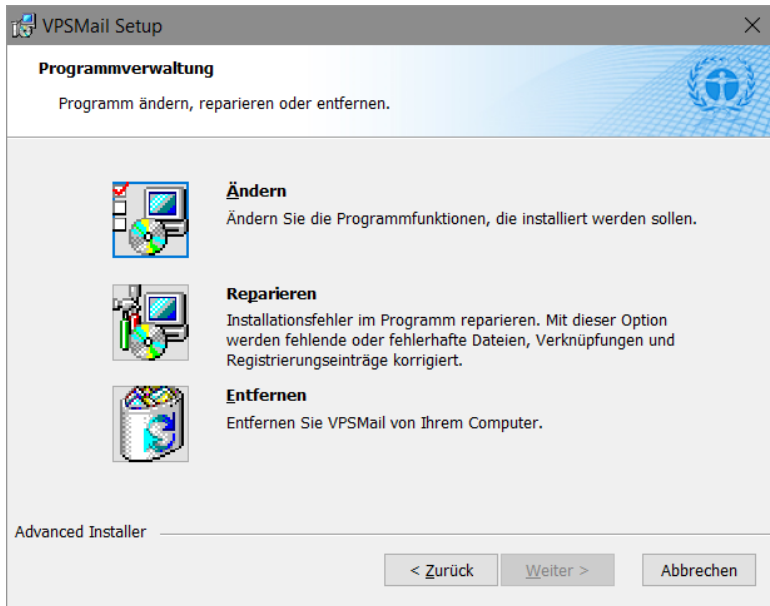 VPSMail Setup
Programmverwaltung
Programm ändern, reparieren oder entfernen.
Ändern
Ändern Sie die Programmfunktionen, die installiert werden sollen.
Reparieren
Installationsfehler im Programm reparieren. Mit dieser Option
werden fehlende oder fehlerhafte Dateien, Verknüpfungen und
Registrierungseinträge korrigiert.
Entfernen
Entfernen Sie VPSMail von Ihrem Computer.
Advanced Installer
< Zurück
Weiter >
Abbrechen